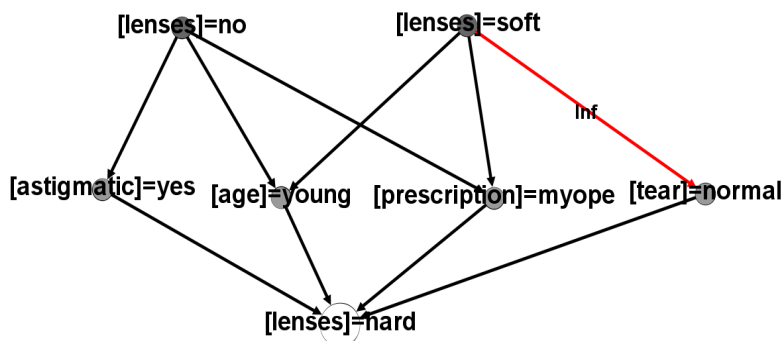 [lenses]=no
[lenses]=soft
Inf
[astigmatic]=yes
[age]=young
[prescription]=myope
[tear]=normal
[lenses]=hard